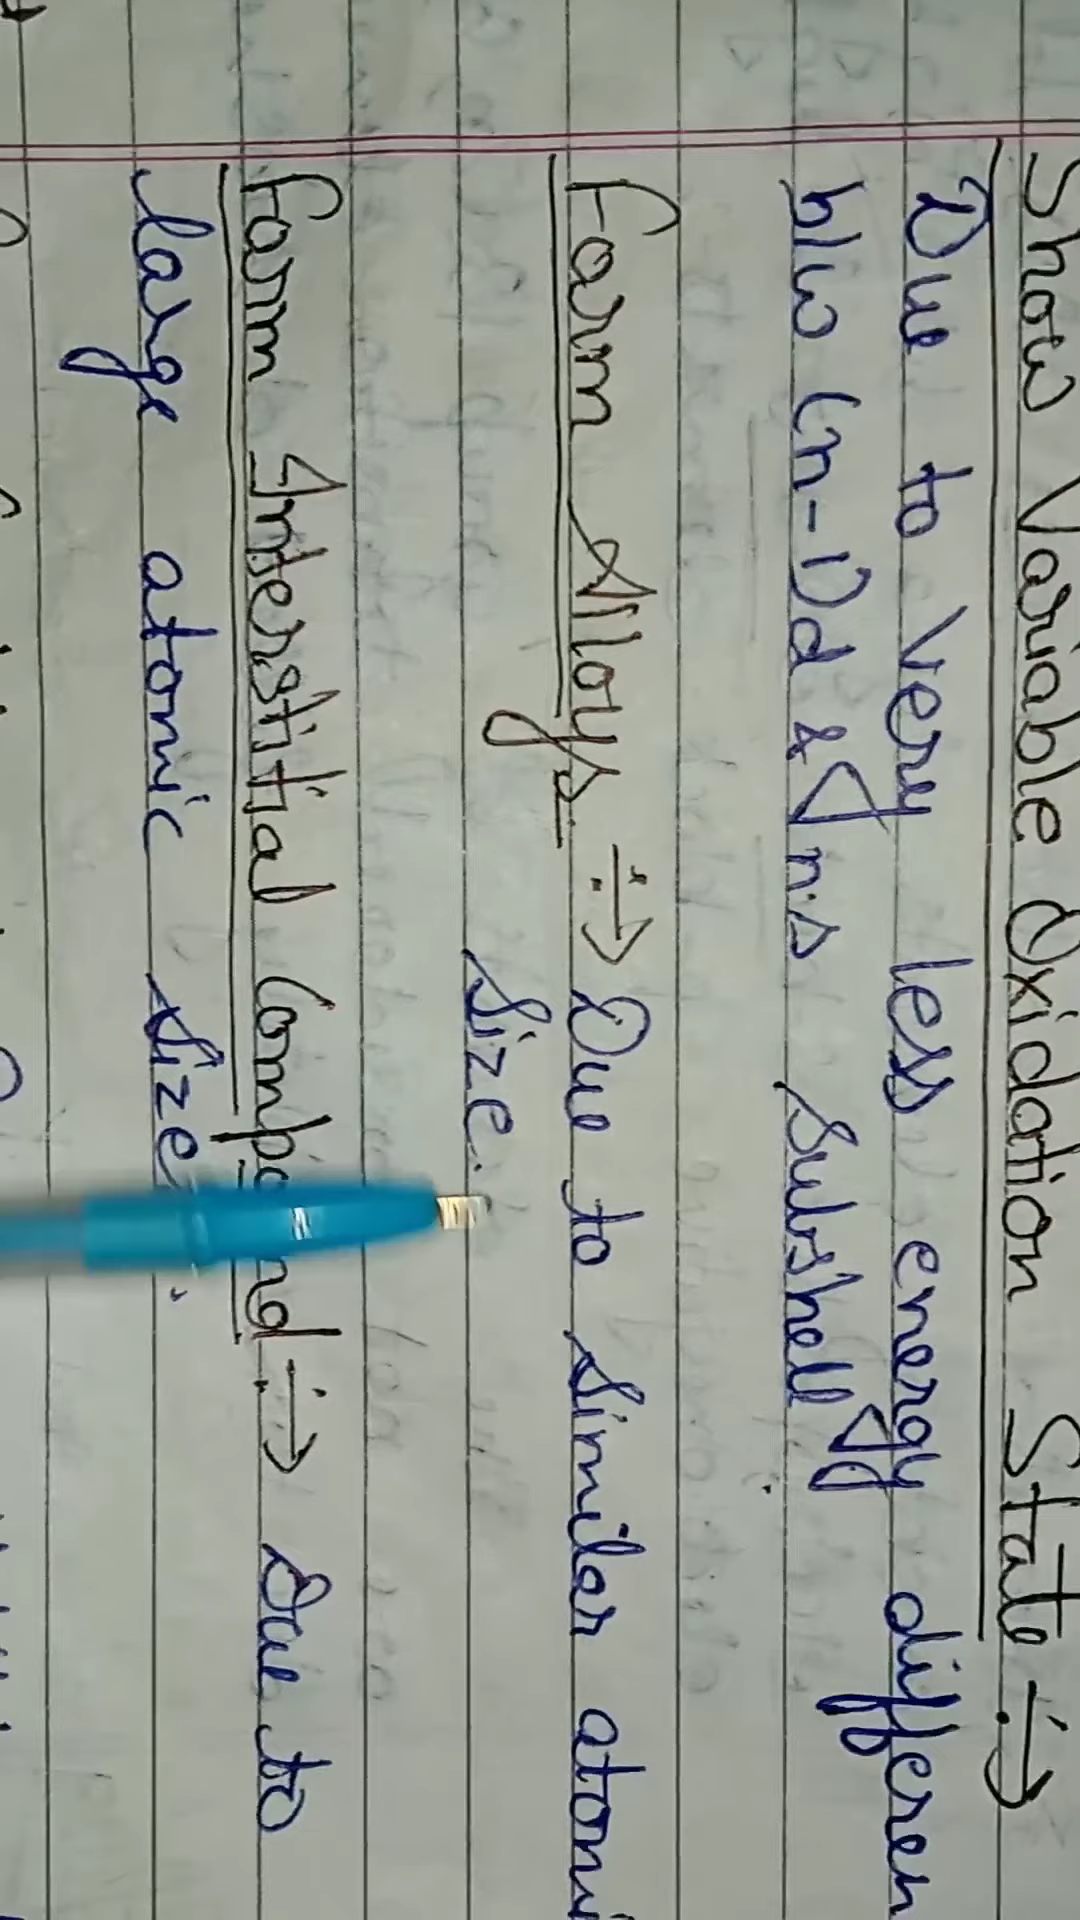 Show Variable Oxidation State ÷→
Due to very less energy differen
b/w (n-1)d & ns subshell
Form Alloys ÷→ Due to similar atomi
size.
Form Interstitial Compound ÷→ Due to
large atomic size